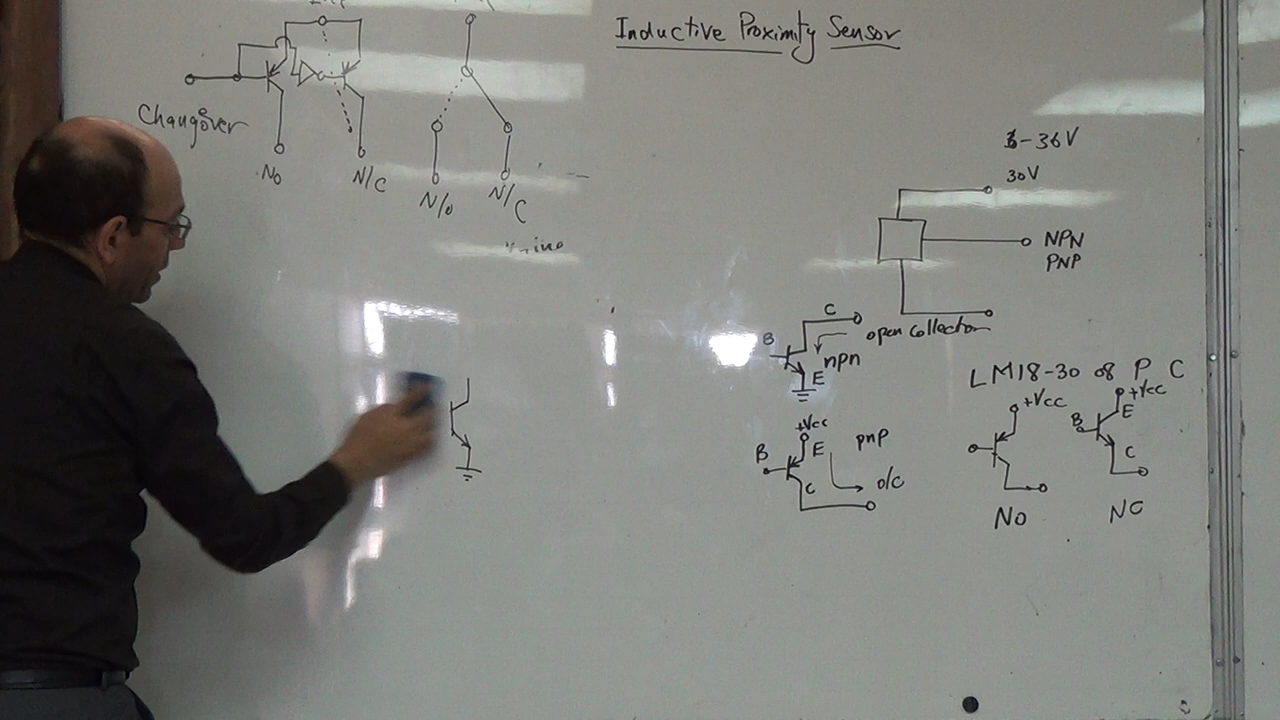 Inductive Proximity Sensor
Changover
No
N/C
N/o
N/C
6-36V
30V
NPN
PNP
C
B
npn
E
open collector
+Vcc
B
E
pnp
C
o/c
LM18-30 08 P C
+Vcc
+Vcc
B
E
C
NO
NC